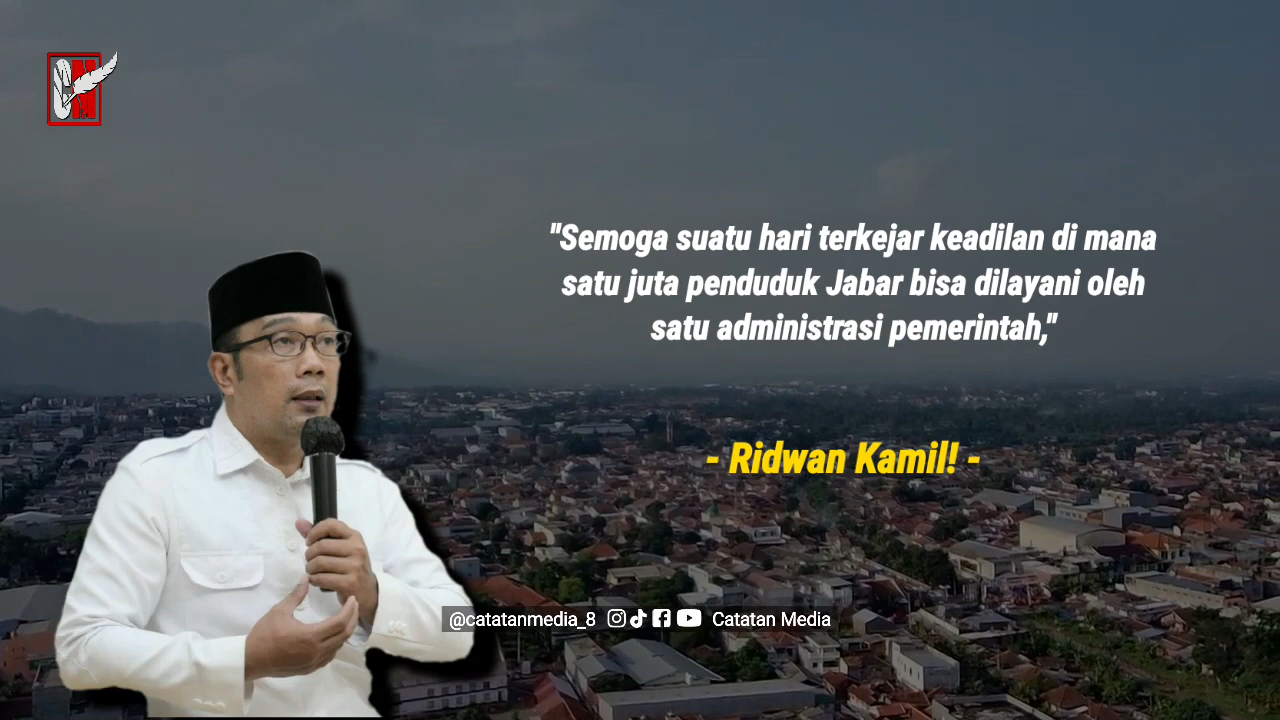 "Semoga suatu hari terkejar keadilan di mana
satu juta penduduk Jabar bisa dilayani oleh
satu administrasi pemerintah,"
- Ridwan Kamil! -
@catatanmedia_8 Catatan Media